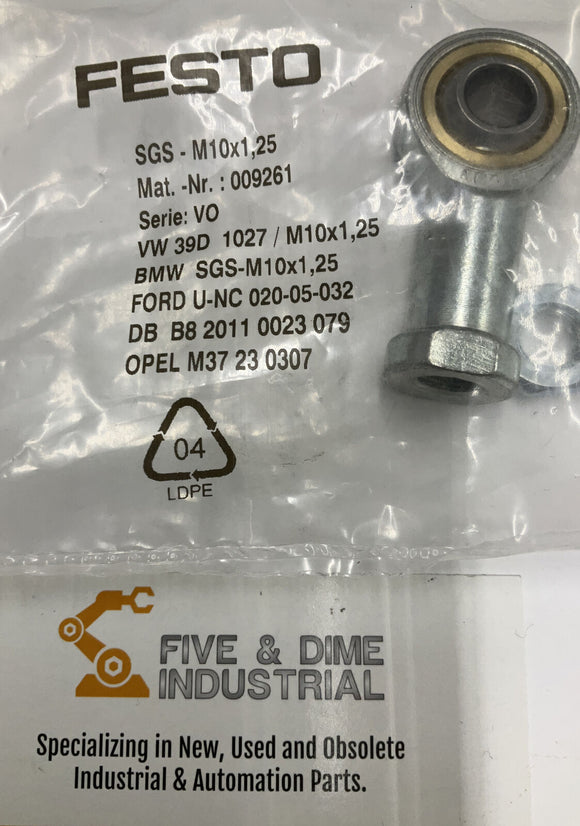 FESTO
SGS - M10x1,25
Mat. -Nr. : 009261
Serie: VO
VW 39D 1027 / M10x1,25
BMW SGS-M10x1,25
FORD U-NC 020-05-032
DB B8 2011 0023 079
OPEL M37 23 0307
04
LDPE
FIVE & DIME
INDUSTRIAL
Specializing in New, Used and Obsolete
Industrial & Automation Parts.